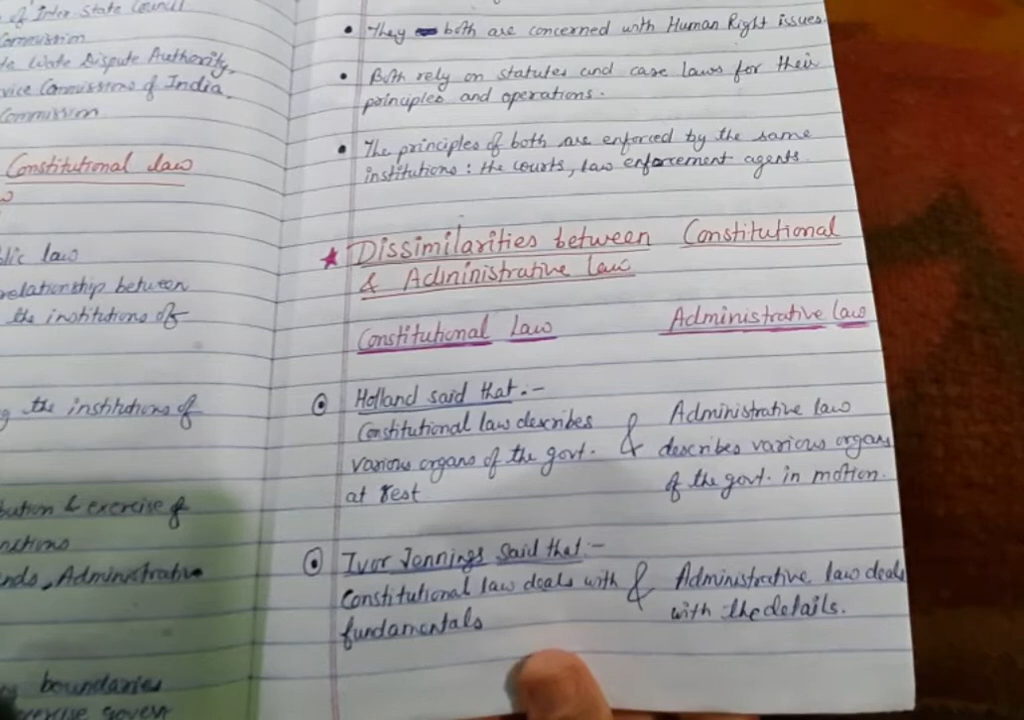 of Inter State Council
Commission
Water Dispute Authority,
vice Commissions of India
Commission
Constitutional law
blic law
relationship between
the institutions of
the institutions of
bution & exercise of
nctions
Administrative
boundaries
They both are concerned with Human Right issues
Both rely on statutes and case laws for their
principles and operations.
The principles of both are enforced by the same
institutions : the courts, law enforcement agents.
★ Dissimilarities between Constitutional
& Administrative law
Constitutional law Administrative law
Holland said that :-
Constitutional law describes & Administrative law
various organs of the govt. describes various organs
at rest of the govt. in motion.
Ivor Jennings said that :-
Constitutional law deals with & Administrative law deals
fundamentals with the details.